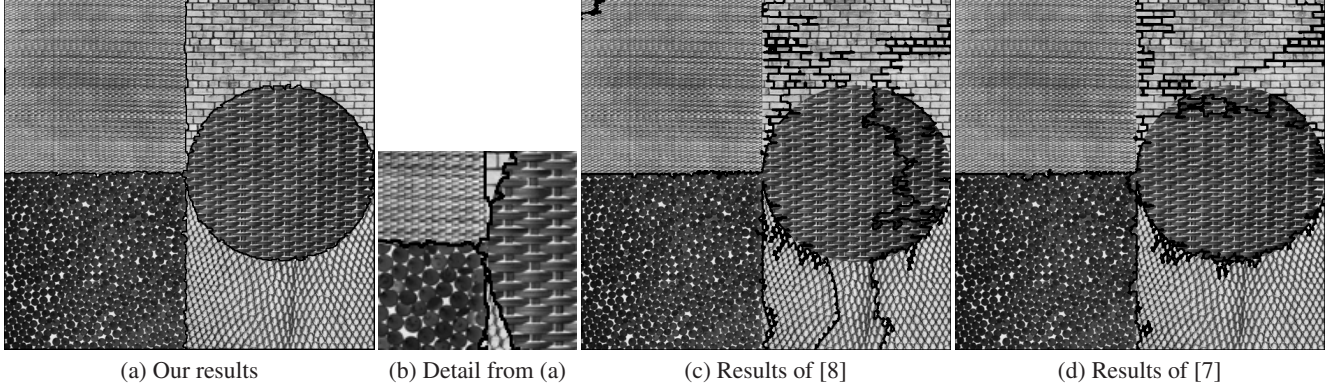 (a) Our results
(b) Detail from (a)
(c) Results of [8]
(d) Results of [7]